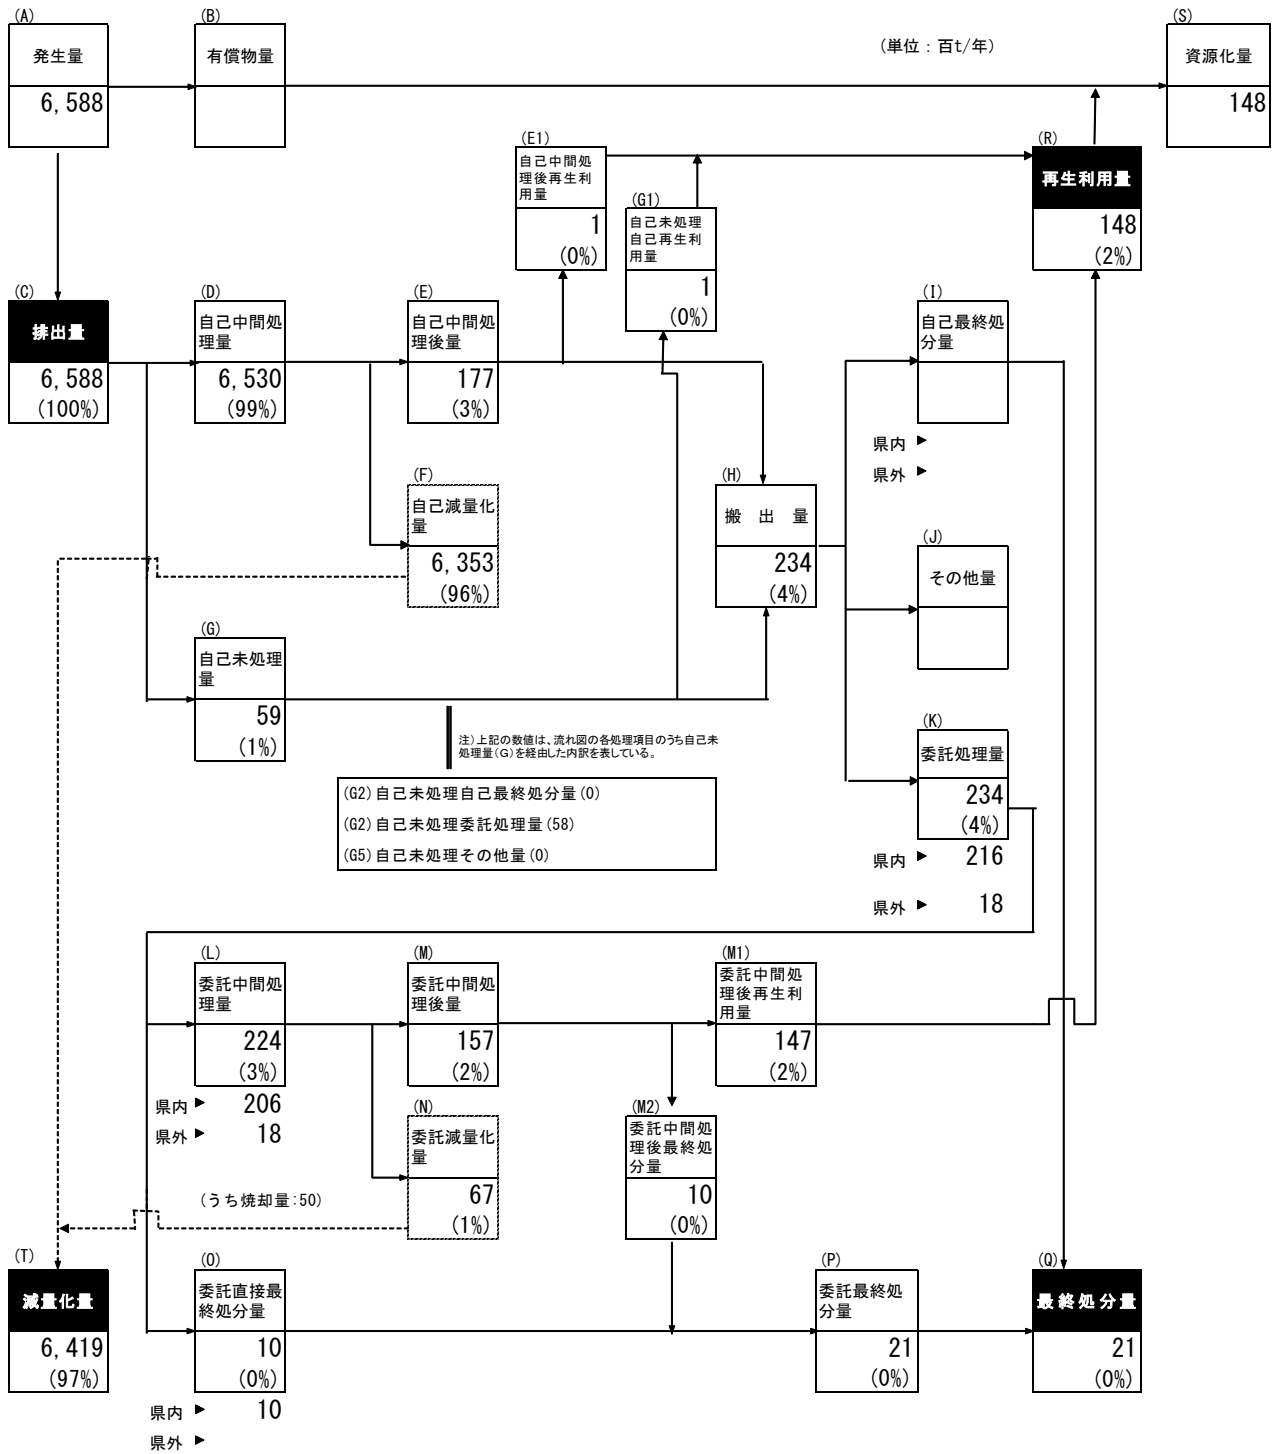 (A)
発生量
6,588
(B)
有償物量
(単位：百t/年)
(S)
資源化量
148
(E1)
自己中間処
理後再生利
用量
1
(0%)
(G1)
自己未処理
自己再生利
用量
1
(0%)
(R)
再生利用量
148
(2%)
(C)
排出量
6,588
(100%)
(D)
自己中間処
理量
6,530
(99%)
(E)
自己中間処
理後量
177
(3%)
(I)
自己最終処
分量
県内 ▶
県外 ▶
(F)
自己減量化
量
6,353
(96%)
(H)
搬 出 量
234
(4%)
(J)
その他量
(G)
自己未処理
量
59
(1%)
注)上記の数値は、流れ図の各処理項目のうち自己未
処理量(G)を経由した内訳を表している。
(G2)自己未処理自己最終処分量(0)
(G2)自己未処理委託処理量(58)
(G5)自己未処理その他量(0)
(K)
委託処理量
234
(4%)
県内 ▶ 216
県外 ▶ 18
(L)
委託中間処
理量
224
(3%)
県内 ▶ 206
県外 ▶ 18
(M)
委託中間処
理後量
157
(2%)
(M1)
委託中間処
理後再生利
用量
147
(2%)
(N)
委託減量化
量
67
(1%)
(うち焼却量:50)
(M2)
委託中間処
理後最終処
分量
10
(0%)
(T)
減量化量
6,419
(97%)
(O)
委託直接最
終処分量
10
(0%)
県内 ▶ 10
県外 ▶
(P)
委託最終処
分量
21
(0%)
(Q)
最終処分量
21
(0%)